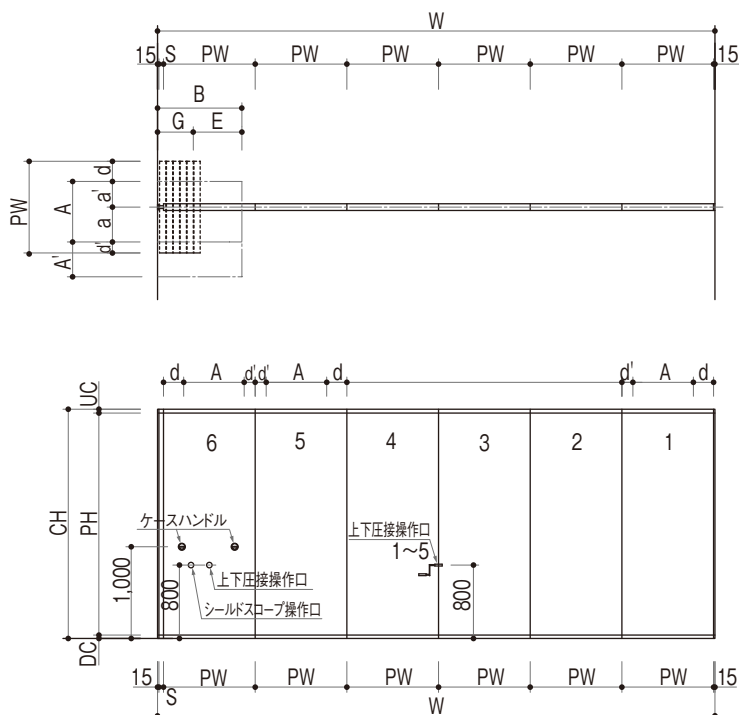 W
15 S PW PW PW PW PW PW 15
B
G E
PW A A' d a' a d'
d A d' d' A d d' A d
UC
CH PH
DC
6 5 4 3 2 1
ケースハンドル
上下圧接操作口
1～5
上下圧接操作口
シールドスコープ操作口
1,000 800 800
15 S PW PW PW PW PW PW 15
W